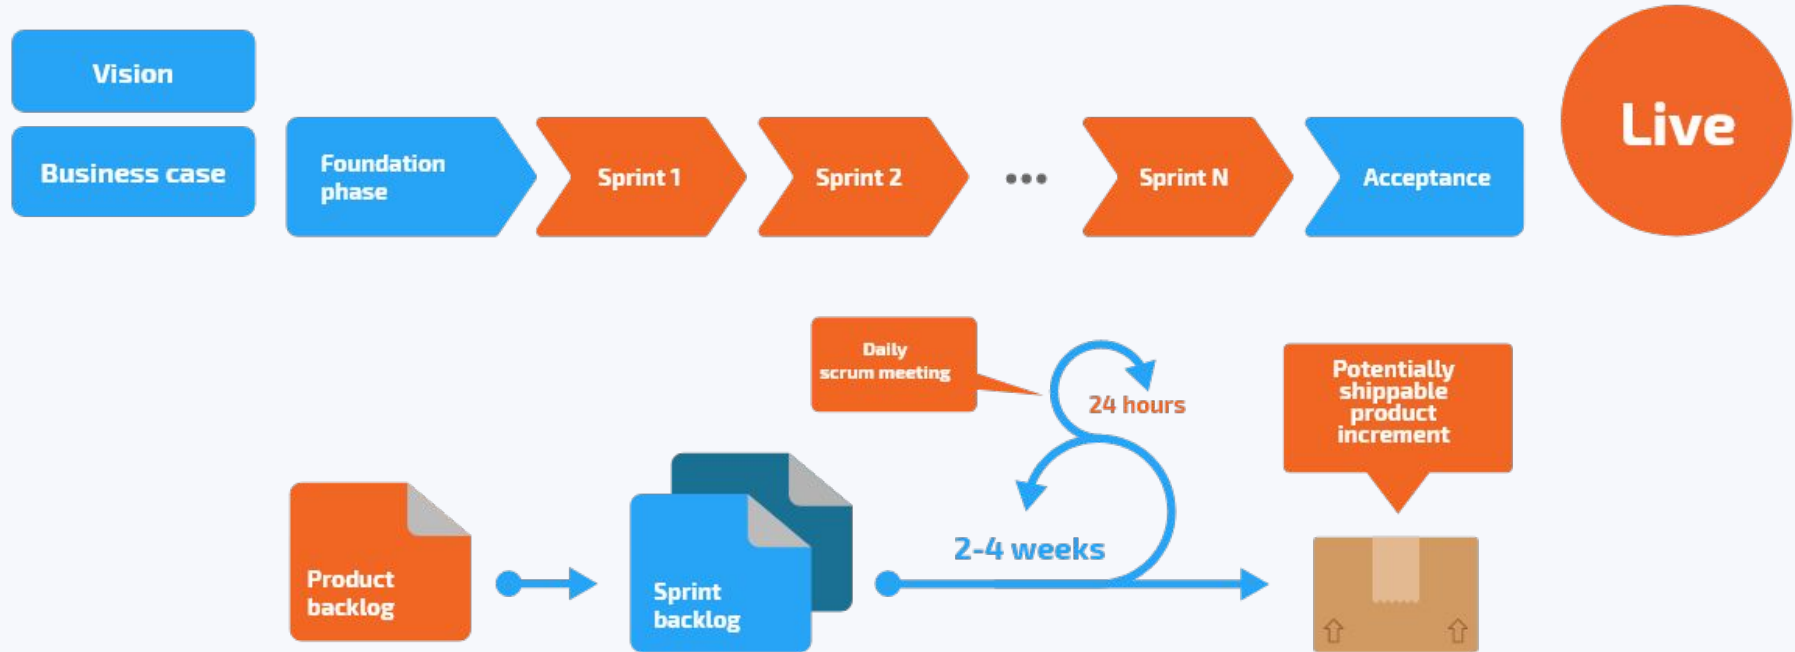 Vision
Business case
Foundation
phase
Sprint 1
Sprint 2
...
Sprint N
Acceptance
Live
Daily
scrum meeting
24 hours
2-4 weeks
Potentially
shippable
product
increment
Product
backlog
Sprint
backlog